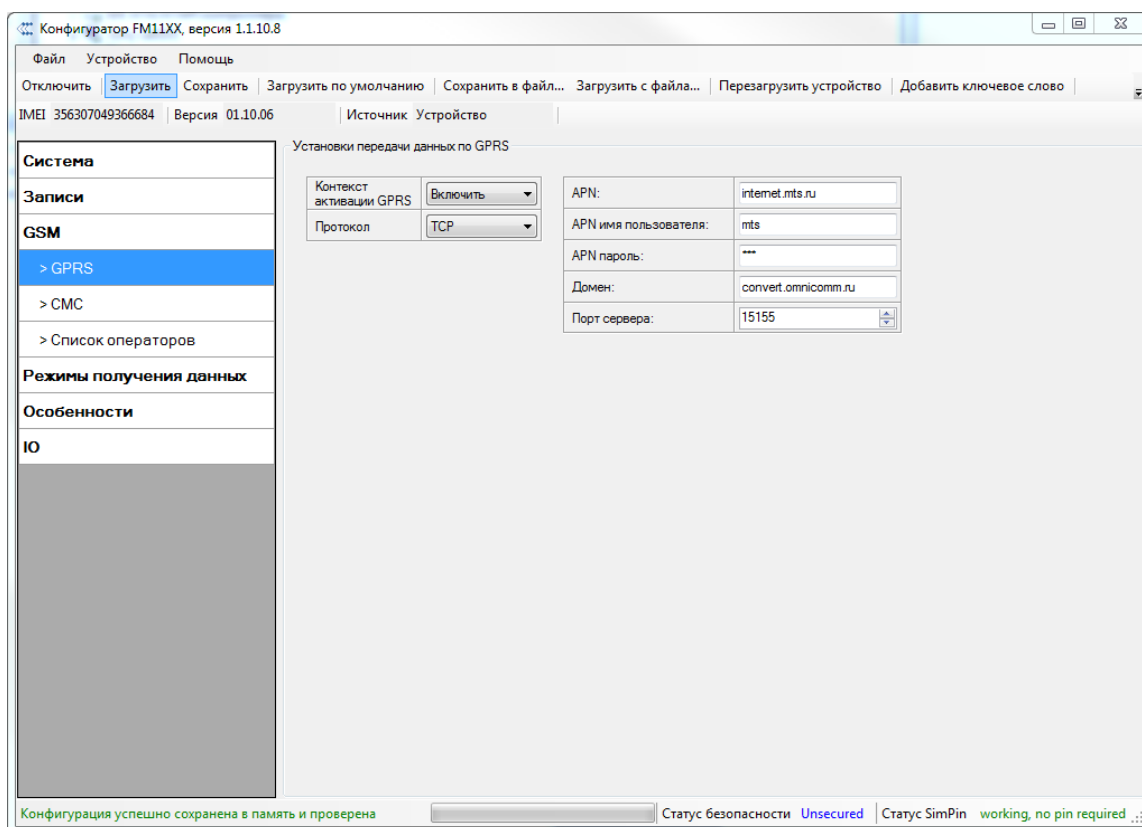 Конфигуратор FM11XX, версия 1.1.10.8
Файл Устройство Помощь
Отключить Загрузить Сохранить Загрузить по умолчанию Сохранить в файл... Загрузить с файла... Перезагрузить устройство Добавить ключевое слово
IMEI 356307049366684 Версия 01.10.06 Источник Устройство
Система
Записи
GSM
> GPRS
> СМС
> Список операторов
Режимы получения данных
Особенности
IO
Установки передачи данных по GPRS
Контекст
активации GPRS Включить
Протокол TCP
APN: internet.mts.ru
APN имя пользователя: mts
APN пароль: ***
Домен: convert.omnicomm.ru
Порт сервера: 15155
Конфигурация успешно сохранена в память и проверена Статус безопасности Unsecured Статус SimPin working, no pin required